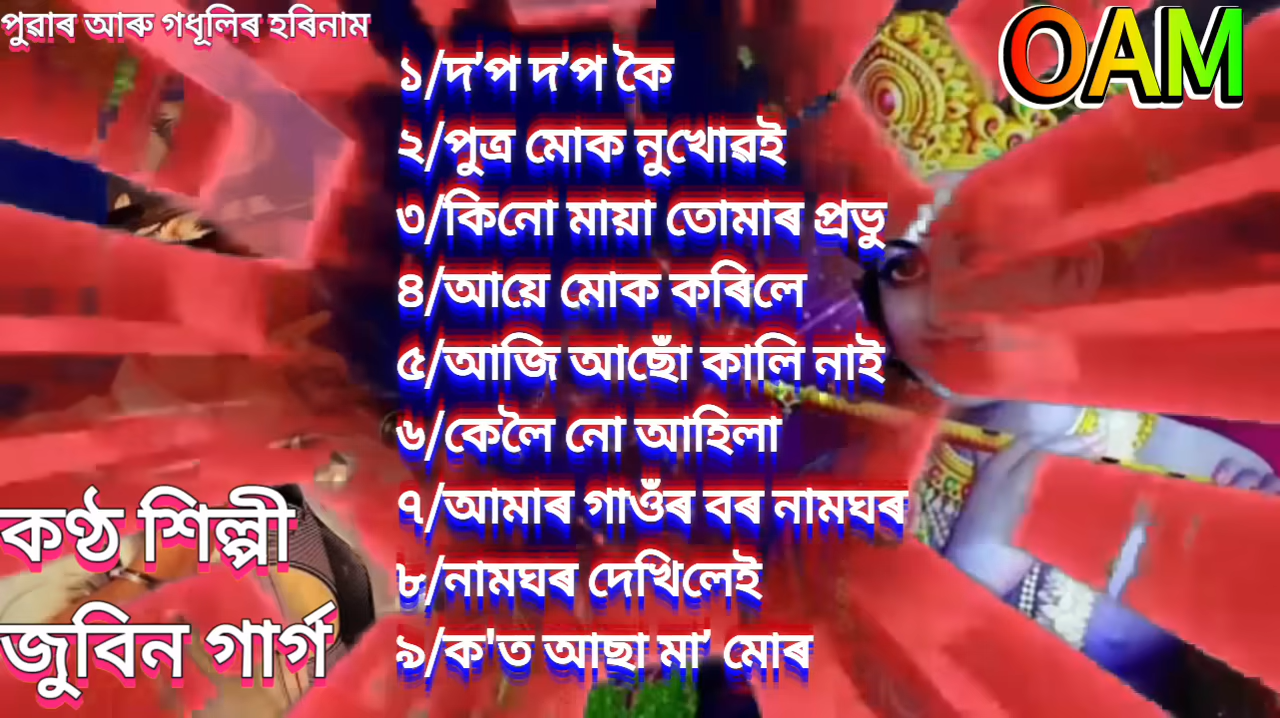 পুৱাৰ আৰু গধূলিৰ হৰিনাম
OAM
১/দ'প দ'প কৈ
২/পুত্ৰ মোক নুখোৱই
৩/কিনো মায়া তোমাৰ প্ৰভু
৪/আয়ে মোক কৰিলে
৫/আজি আছোঁ কালি নাই
৬/কেলৈ নো আহিলা
৭/আমাৰ গাওঁৰ বৰ নামঘৰ
৮/নামঘৰ দেখিলেই
৯/ক'ত আছা মা’ মোৰ
কণ্ঠ শিল্পী
জুবিন গাৰ্গ